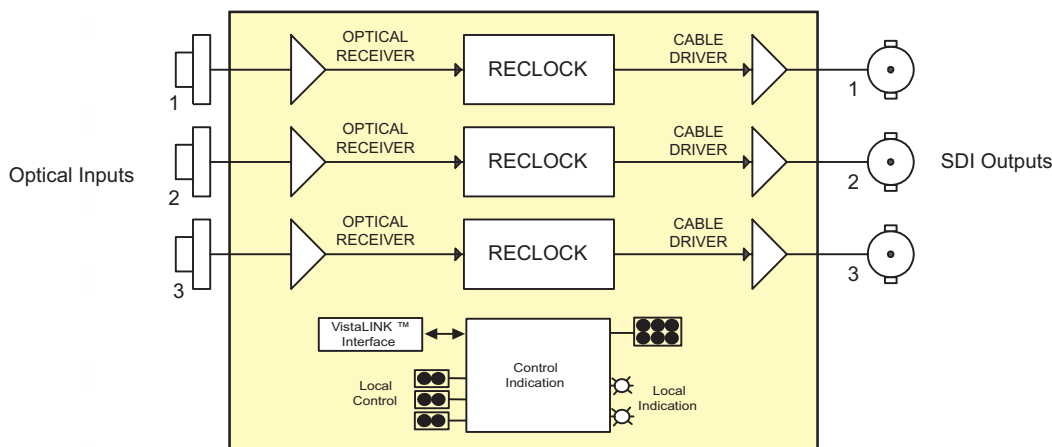 OPTICAL
RECEIVER
RECLOCK
CABLE
DRIVER
1
1
OPTICAL
RECEIVER
RECLOCK
CABLE
DRIVER
Optical Inputs
2
2
SDI Outputs
OPTICAL
RECEIVER
RECLOCK
CABLE
DRIVER
3
3
VistaLINK ™
Interface
Control
Indication
Local
Control
Local
Indication